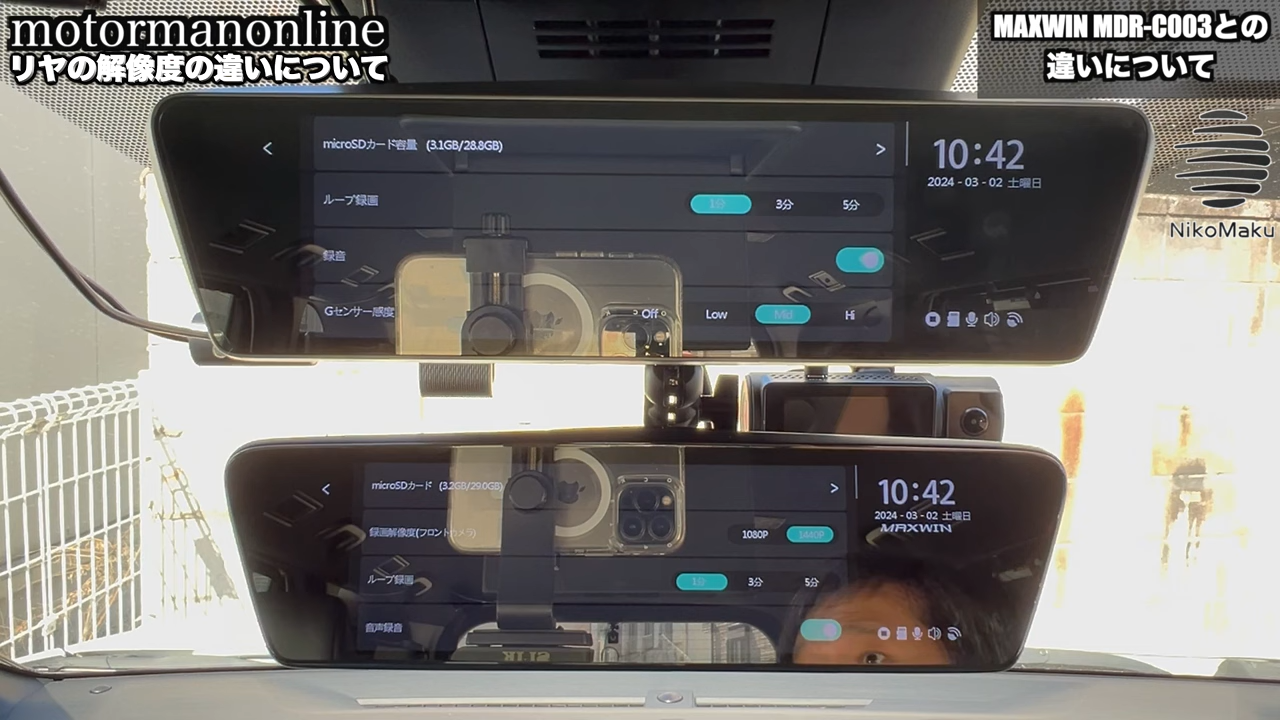 motormanonline
リヤの解像度の違いについて
MAXWIN MDR-C003との
違いについて
NikoMaku
microSDカード容量 (3.1GB/28.8GB)
ループ録画 1分 3分 5分
録音
Gセンサー感度 Off Low Mid Hi
10:42
2024-03-02 土曜日
microSDカード (3.2GB/29.0GB)
録画解像度(フロントカメラ) 1080P 1440P
ループ録画 1分 3分 5分
音声録音
10:42
2024-03-02 土曜日
MAXWIN
SLIK